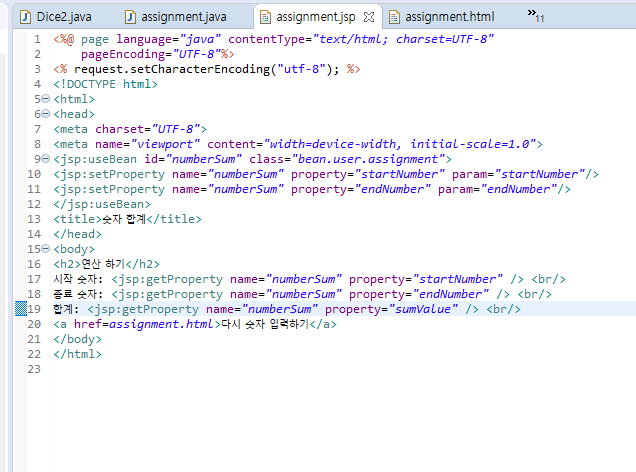 Dice2.java assignment.java assignment.jsp assignment.html »11
1 <%@ page language="java" contentType="text/html; charset=UTF-8"
2 pageEncoding="UTF-8"%>
3 <% request.setCharacterEncoding("utf-8"); %>
4 <!DOCTYPE html>
5 <html>
6 <head>
7 <meta charset="UTF-8">
8 <meta name="viewport" content="width=device-width, initial-scale=1.0">
9 <jsp:useBean id="numberSum" class="bean.user.assignment">
10 <jsp:setProperty name="numberSum" property="startNumber" param="startNumber"/>
11 <jsp:setProperty name="numberSum" property="endNumber" param="endNumber"/>
12 </jsp:useBean>
13 <title>숫자 합계</title>
14 </head>
15 <body>
16 <h2>연산 하기</h2>
17 시작 숫자: <jsp:getProperty name="numberSum" property="startNumber" /> <br/>
18 종료 숫자: <jsp:getProperty name="numberSum" property="endNumber" /> <br/>
19 합계: <jsp:getProperty name="numberSum" property="sumValue" /> <br/>
20 <a href=assignment.html>다시 숫자 입력하기</a>
21 </body>
22 </html>
23